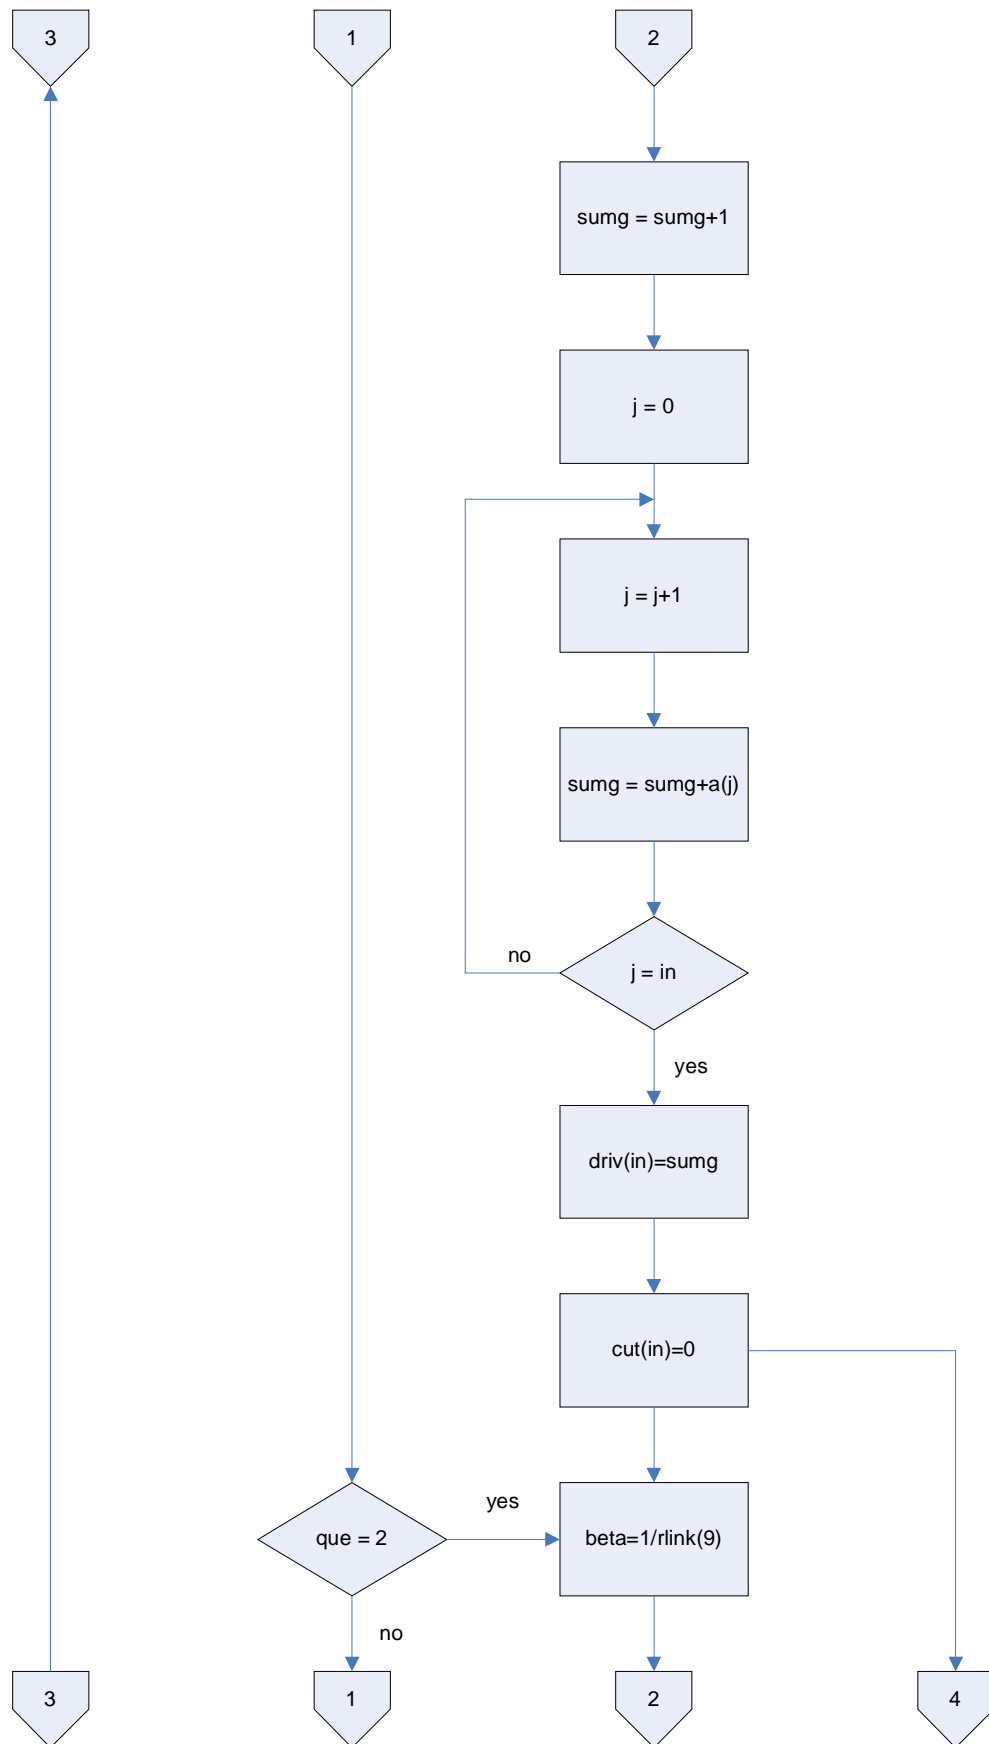 3
1
2
sumg = sumg+1
j = 0
j = j+1
sumg = sumg+a(j)
no
j = in
yes
driv(in)=sumg
cut(in)=0
que = 2
yes
beta=1/rlink(9)
no
3
1
2
4